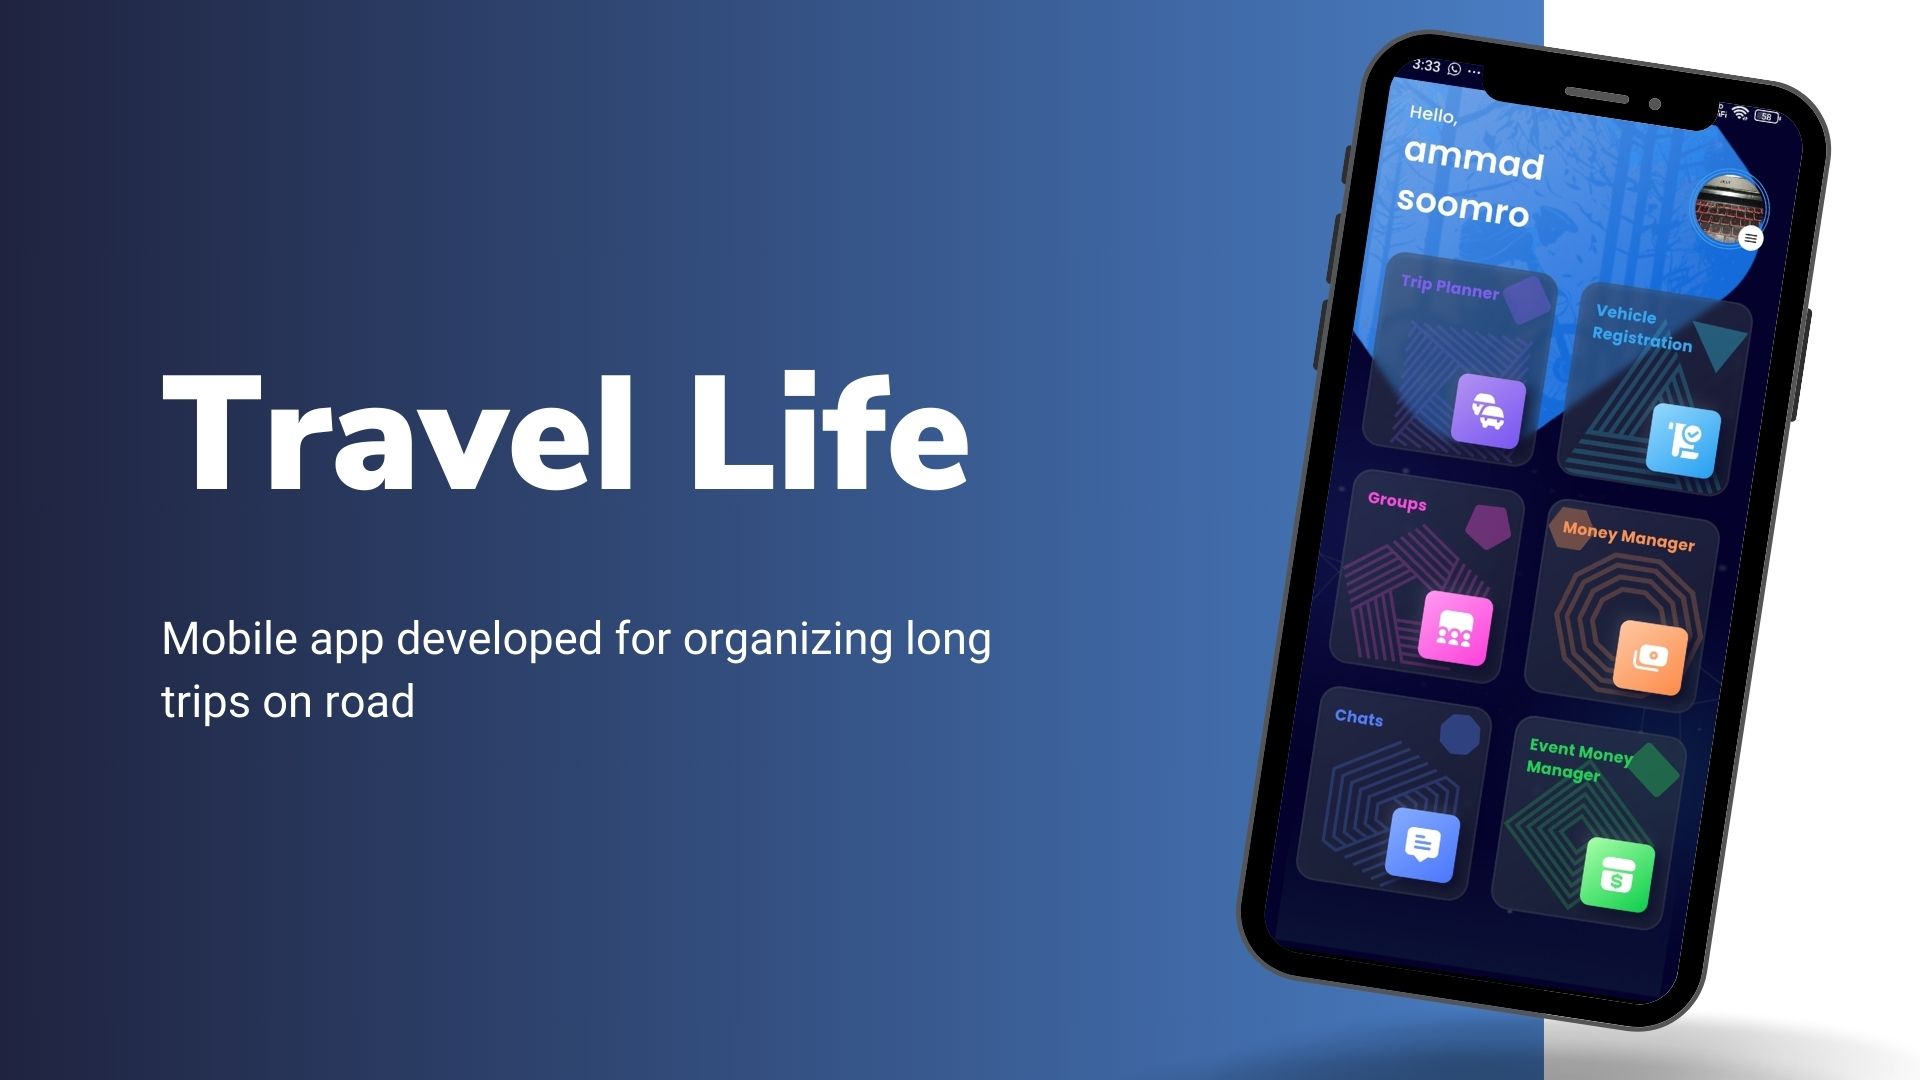 Travel Life
Mobile app developed for organizing long
trips on road
3:33
58
Hello,
ammad
soomro
Trip Planner
Vehicle
Registration
Groups
Money Manager
Chats
Event Money
Manager
$